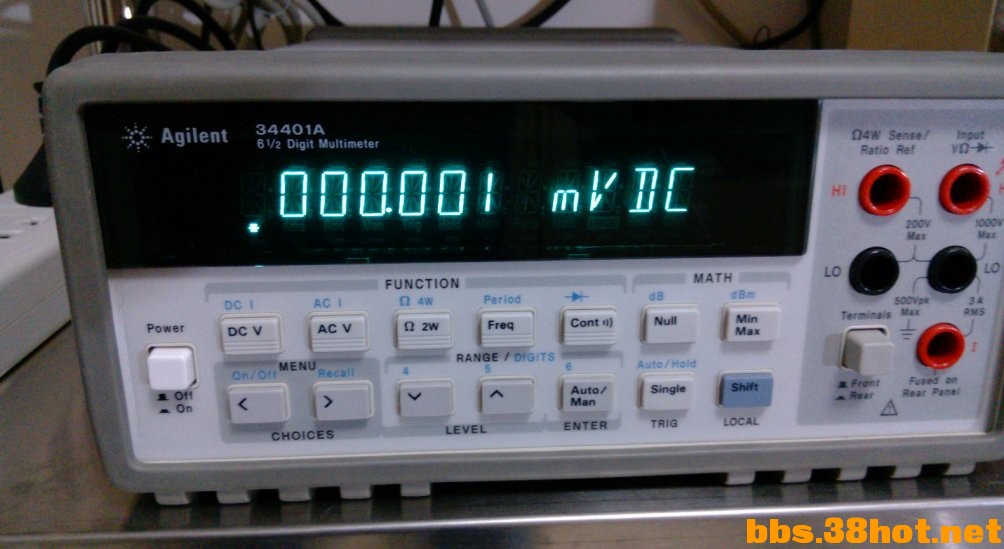 Agilent
34401A
6½ Digit Multimeter
000.001 mV DC
*
Ω4W Sense/
Ratio Ref
Input
VΩ
HI
200V
Max
1000V
Max
LO
LO
500Vpk
Max
3A
RMS
Terminals
I
Front
Rear
Fused on
Rear Panel
FUNCTION
MATH
DC I
AC I
Ω 4W
Period
dB
dBm
Power
DC V
AC V
Ω 2W
Freq
Cont
Null
Min
Max
MENU
RANGE / DIGITS
On/Off
Recall
4
5
6
Auto/Hold
Off
On
<
>
Auto/
Man
Single
Shift
CHOICES
LEVEL
ENTER
TRIG
LOCAL
bbs.38hot.net